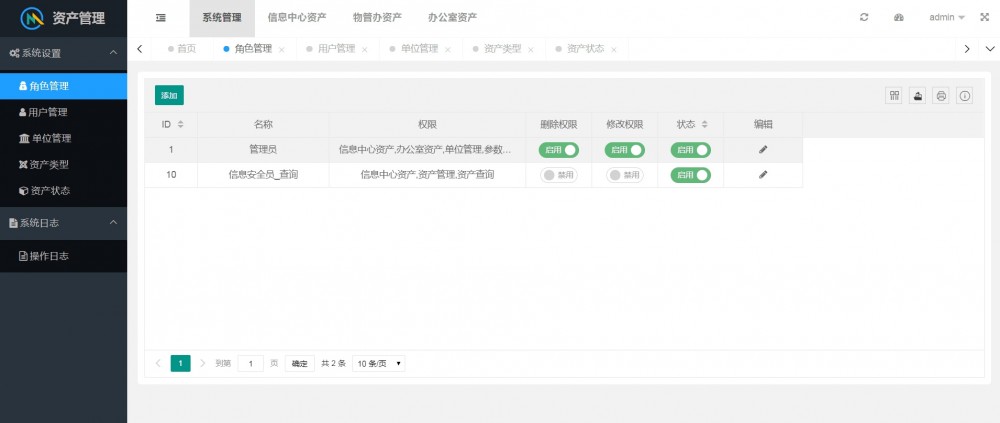 资产管理
系统管理 信息中心资产 物管办资产 办公室资产 admin
系统设置
首页 角色管理 用户管理 单位管理 资产类型 资产状态
角色管理
用户管理
单位管理
资产类型
资产状态
系统日志
操作日志
添加
ID 名称 权限 删除权限 修改权限 状态 编辑
1 管理员 信息中心资产,办公室资产,单位管理,参数... 启用 启用 启用
10 信息安全员_查询 信息中心资产,资产管理,资产查询 禁用 禁用 启用
1 到第 1 页 确定 共 2 条 10 条/页